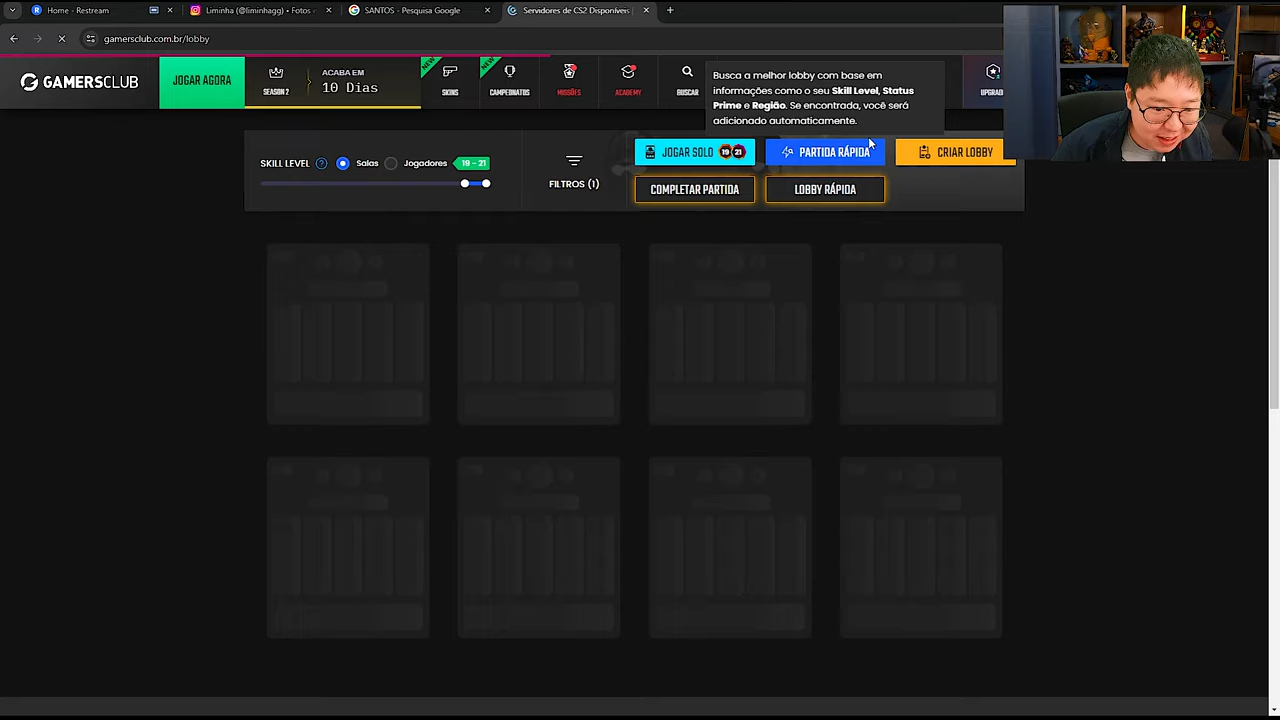 Home - Restream
Liminha (@liminhagg) • Fotos e
SANTOS - Pesquisa Google
Servidores de CS2 Disponíveis
gamersclub.com.br/lobby
GAMERSCLUB
JOGAR AGORA
SEASON 2
ACABA EM
10 Dias
NEW
SKINS
NEW
CAMPEONATOS
MISSÕES
ACADEMY
BUSCAR
UPGRAD
Busca a melhor lobby com base em
informações como o seu Skill Level, Status
Prime e Região. Se encontrada, você será
adicionado automaticamente.
SKILL LEVEL
?
Salas
Jogadores
19 - 21
FILTROS (1)
JOGAR SOLO 19 21
PARTIDA RÁPIDA
CRIAR LOBBY
COMPLETAR PARTIDA
LOBBY RÁPIDA